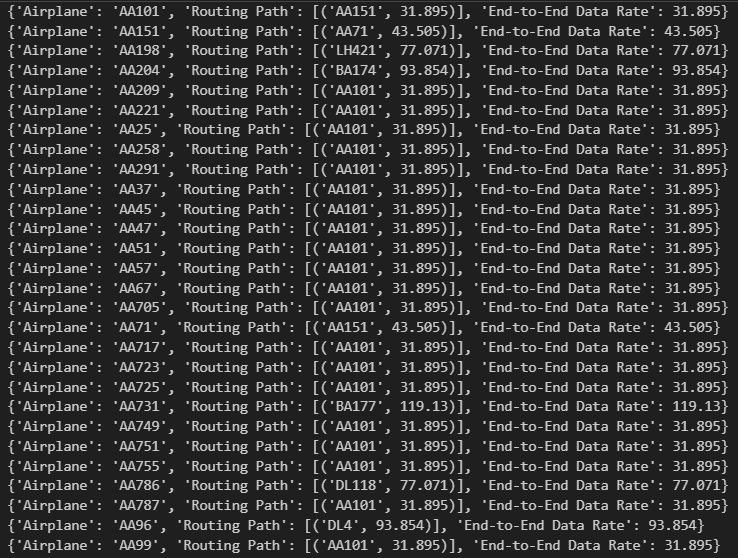 {'Airplane': 'AA101', 'Routing Path': [('AA151', 31.895)], 'End-to-End Data Rate': 31.895}
{'Airplane': 'AA151', 'Routing Path': [('AA71', 43.505)], 'End-to-End Data Rate': 43.505}
{'Airplane': 'AA198', 'Routing Path': [('LH421', 77.071)], 'End-to-End Data Rate': 77.071}
{'Airplane': 'AA204', 'Routing Path': [('BA174', 93.854)], 'End-to-End Data Rate': 93.854}
{'Airplane': 'AA209', 'Routing Path': [('AA101', 31.895)], 'End-to-End Data Rate': 31.895}
{'Airplane': 'AA221', 'Routing Path': [('AA101', 31.895)], 'End-to-End Data Rate': 31.895}
{'Airplane': 'AA25', 'Routing Path': [('AA101', 31.895)], 'End-to-End Data Rate': 31.895}
{'Airplane': 'AA258', 'Routing Path': [('AA101', 31.895)], 'End-to-End Data Rate': 31.895}
{'Airplane': 'AA291', 'Routing Path': [('AA101', 31.895)], 'End-to-End Data Rate': 31.895}
{'Airplane': 'AA37', 'Routing Path': [('AA101', 31.895)], 'End-to-End Data Rate': 31.895}
{'Airplane': 'AA45', 'Routing Path': [('AA101', 31.895)], 'End-to-End Data Rate': 31.895}
{'Airplane': 'AA47', 'Routing Path': [('AA101', 31.895)], 'End-to-End Data Rate': 31.895}
{'Airplane': 'AA51', 'Routing Path': [('AA101', 31.895)], 'End-to-End Data Rate': 31.895}
{'Airplane': 'AA57', 'Routing Path': [('AA101', 31.895)], 'End-to-End Data Rate': 31.895}
{'Airplane': 'AA67', 'Routing Path': [('AA101', 31.895)], 'End-to-End Data Rate': 31.895}
{'Airplane': 'AA705', 'Routing Path': [('AA101', 31.895)], 'End-to-End Data Rate': 31.895}
{'Airplane': 'AA71', 'Routing Path': [('AA151', 43.505)], 'End-to-End Data Rate': 43.505}
{'Airplane': 'AA717', 'Routing Path': [('AA101', 31.895)], 'End-to-End Data Rate': 31.895}
{'Airplane': 'AA723', 'Routing Path': [('AA101', 31.895)], 'End-to-End Data Rate': 31.895}
{'Airplane': 'AA725', 'Routing Path': [('AA101', 31.895)], 'End-to-End Data Rate': 31.895}
{'Airplane': 'AA731', 'Routing Path': [('BA177', 119.13)], 'End-to-End Data Rate': 119.13}
{'Airplane': 'AA749', 'Routing Path': [('AA101', 31.895)], 'End-to-End Data Rate': 31.895}
{'Airplane': 'AA751', 'Routing Path': [('AA101', 31.895)], 'End-to-End Data Rate': 31.895}
{'Airplane': 'AA755', 'Routing Path': [('AA101', 31.895)], 'End-to-End Data Rate': 31.895}
{'Airplane': 'AA786', 'Routing Path': [('DL118', 77.071)], 'End-to-End Data Rate': 77.071}
{'Airplane': 'AA787', 'Routing Path': [('AA101', 31.895)], 'End-to-End Data Rate': 31.895}
{'Airplane': 'AA96', 'Routing Path': [('DL4', 93.854)], 'End-to-End Data Rate': 93.854}
{'Airplane': 'AA99', 'Routing Path': [('AA101', 31.895)], 'End-to-End Data Rate': 31.895}